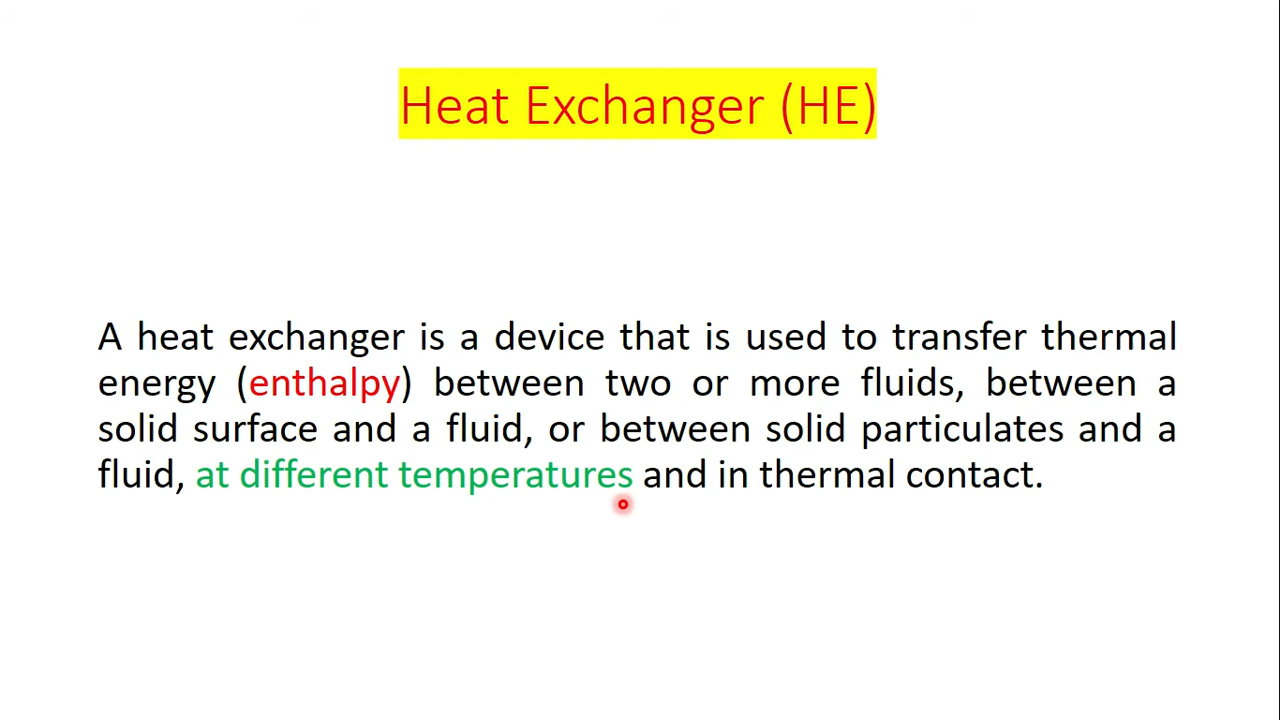 Heat Exchanger (HE)
A heat exchanger is a device that is used to transfer thermal
energy (enthalpy) between two or more fluids, between a
solid surface and a fluid, or between solid particulates and a
fluid, at different temperatures and in thermal contact.